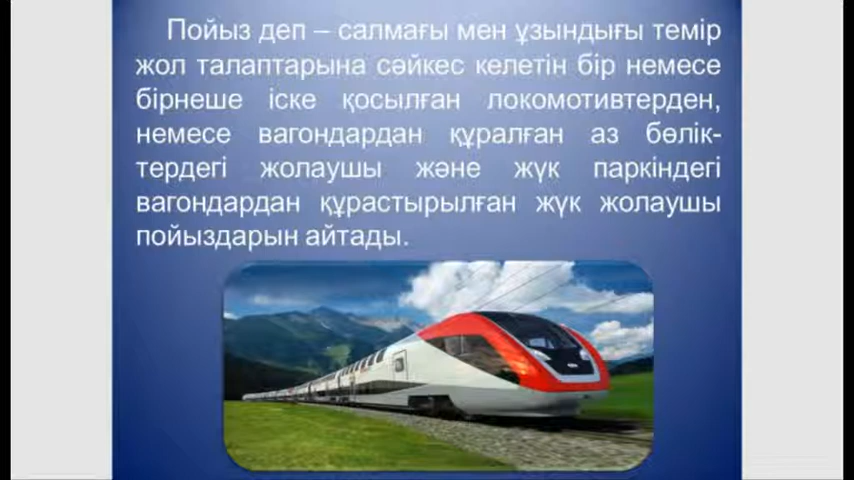 Пойыз деп – салмағы мен ұзындығы темір
жол талаптарына сәйкес келетін бір немесе
бірнеше іске қосылған локомотивтерден,
немесе вагондардан құралған аз бөлік-
тердегі жолаушы және жүк паркіндегі
вагондардан құрастырылған жүк жолаушы
пойыздарын айтады.